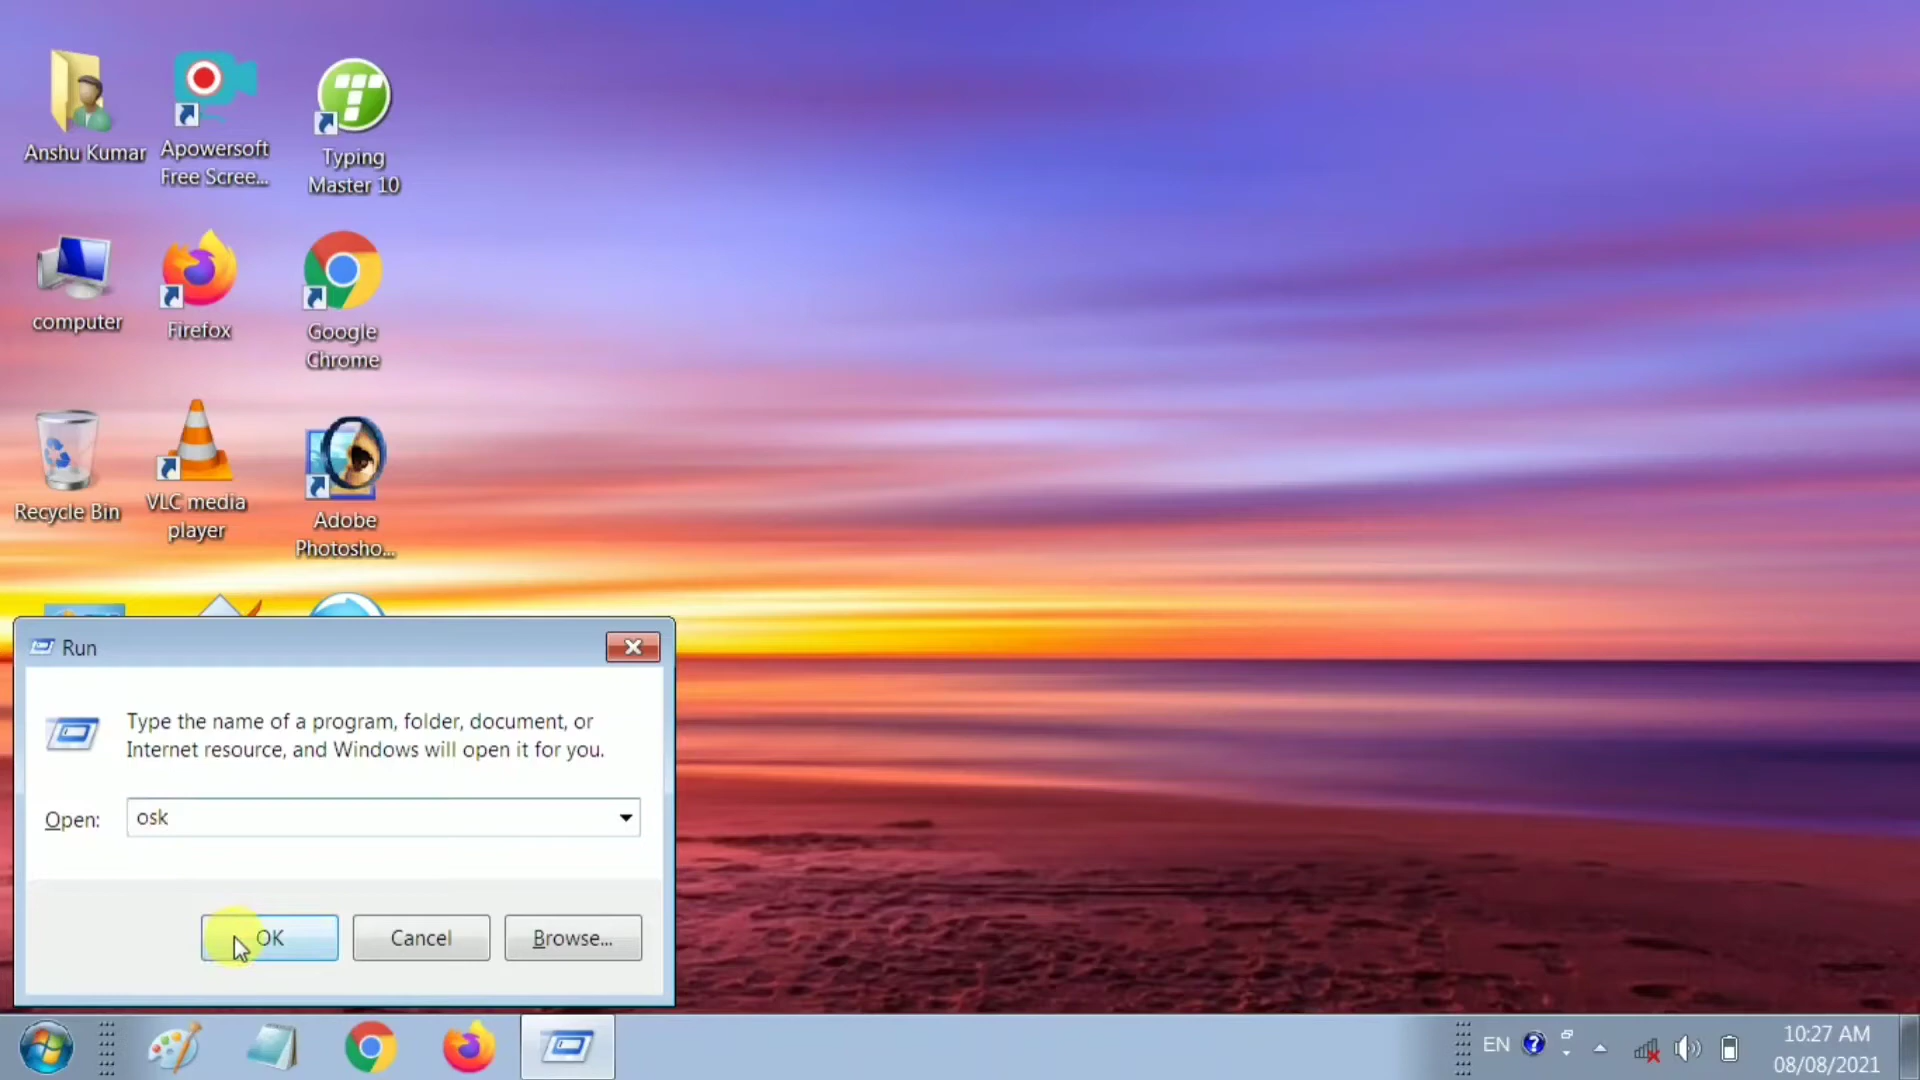 Anshu Kumar
Apowersoft
Free Scree...
Typing
Master 10
computer
Firefox
Google
Chrome
Recycle Bin
VLC media
player
Adobe
Photosho...
Run
Type the name of a program, folder, document, or
Internet resource, and Windows will open it for you.
Open:
osk
OK
Cancel
Browse...
EN
10:27 AM
08/08/2021